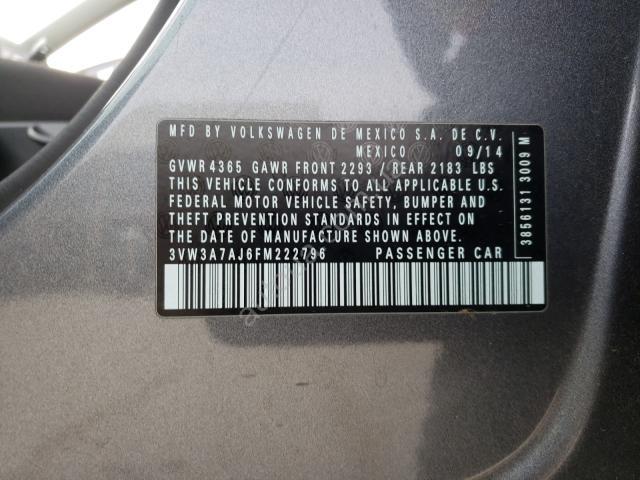 MFD BY VOLKSWAGEN DE MEXICO S.A. DE C.V.
MEXICO 09/14
GVWR 4365 GAWR FRONT 2293 / REAR 2183 LBS
THIS VEHICLE CONFORMS TO ALL APPLICABLE U.S.
FEDERAL MOTOR VEHICLE SAFETY, BUMPER AND
THEFT PREVENTION STANDARDS IN EFFECT ON
THE DATE OF MANUFACTURE SHOWN ABOVE.
3VW3A7AJ6FM222796 PASSENGER CAR
3856131 3009 M